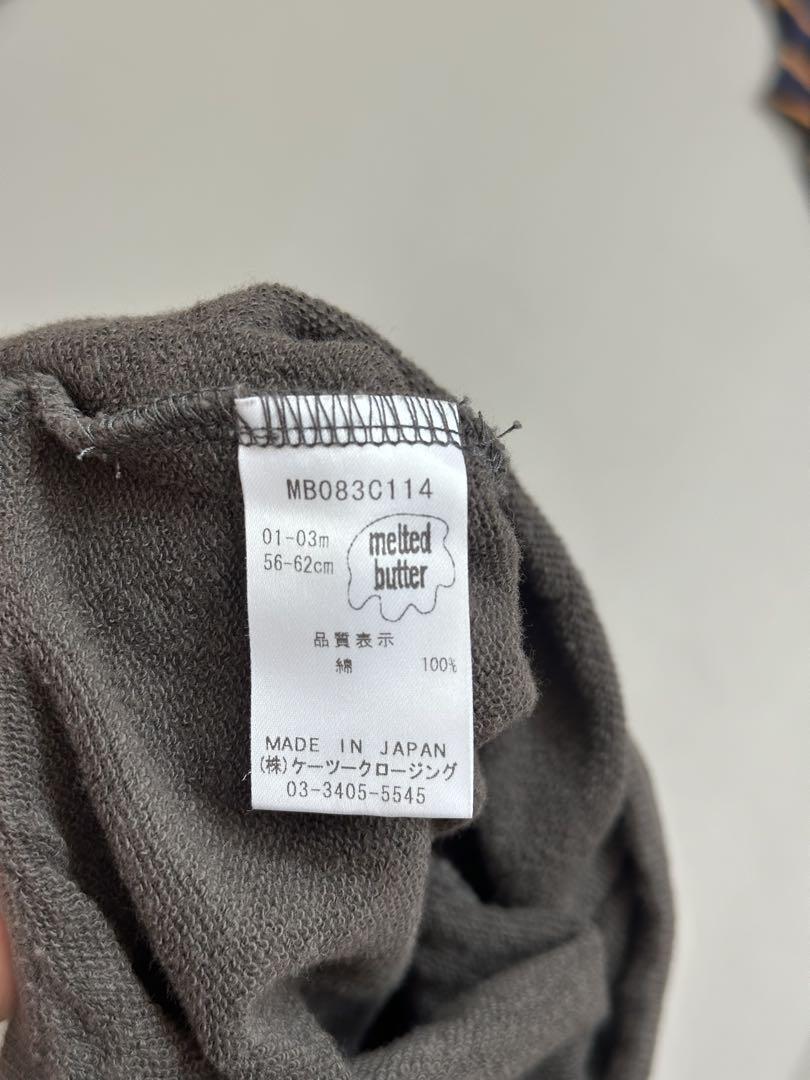 MB083C114
01-03m
56-62cm
melted
butter
品質表示
綿 100%
MADE IN JAPAN
(株)ケーツークロージング
03-3405-5545